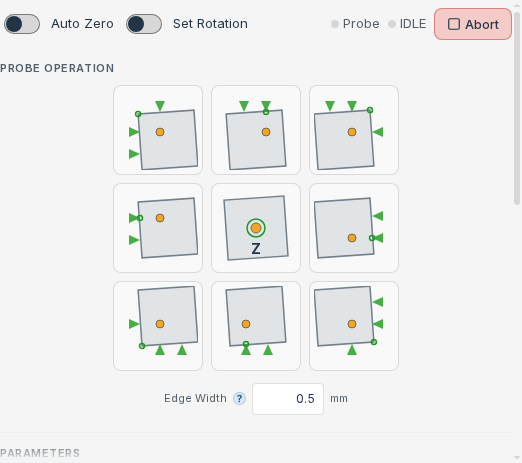 Auto Zero Set Rotation Probe IDLE Abort
PROBE OPERATION
Z
Edge Width ? 0.5 mm
PARAMETERS